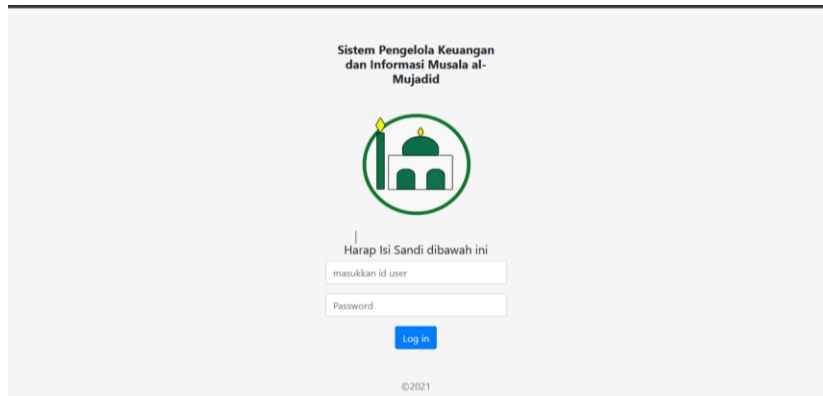 Sistem Pengelola Keuangan
dan Informasi Musala al-
Mujadid
Harap Isi Sandi dibawah ini
masukkan id user
Password
Log in
©2021